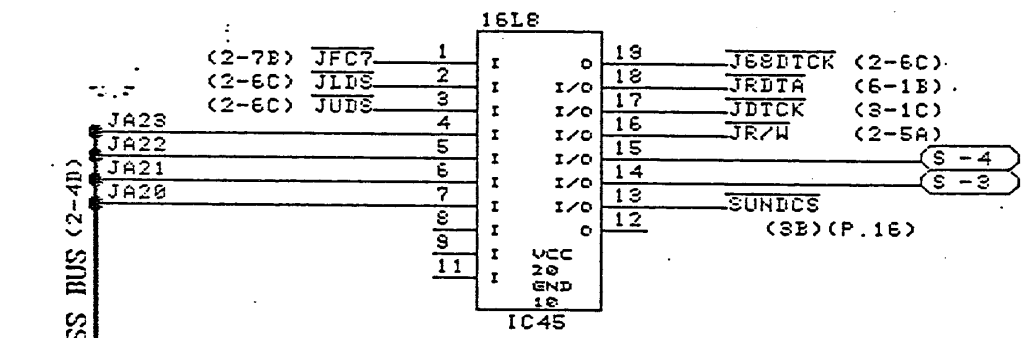 16L8
(2-7B) JFC7 1 I O 19 J68DTCK (2-6C)
(2-6C) JLDS 2 I I/O 18 JRDTA (6-1B)
(2-6C) JUDS 3 I I/O 17 JDTCK (3-1C)
JA23 4 I I/O 16 JR/W (2-5A)
JA22 5 I I/O 15 S -4
JA21 6 I I/O 14 S -3
JA20 7 I I/O 13 SUNDCS
8 I O 12 (3B)(P.16)
9 I VCC
11 I 20
GND
10
IC45
SS BUS (2-4D)